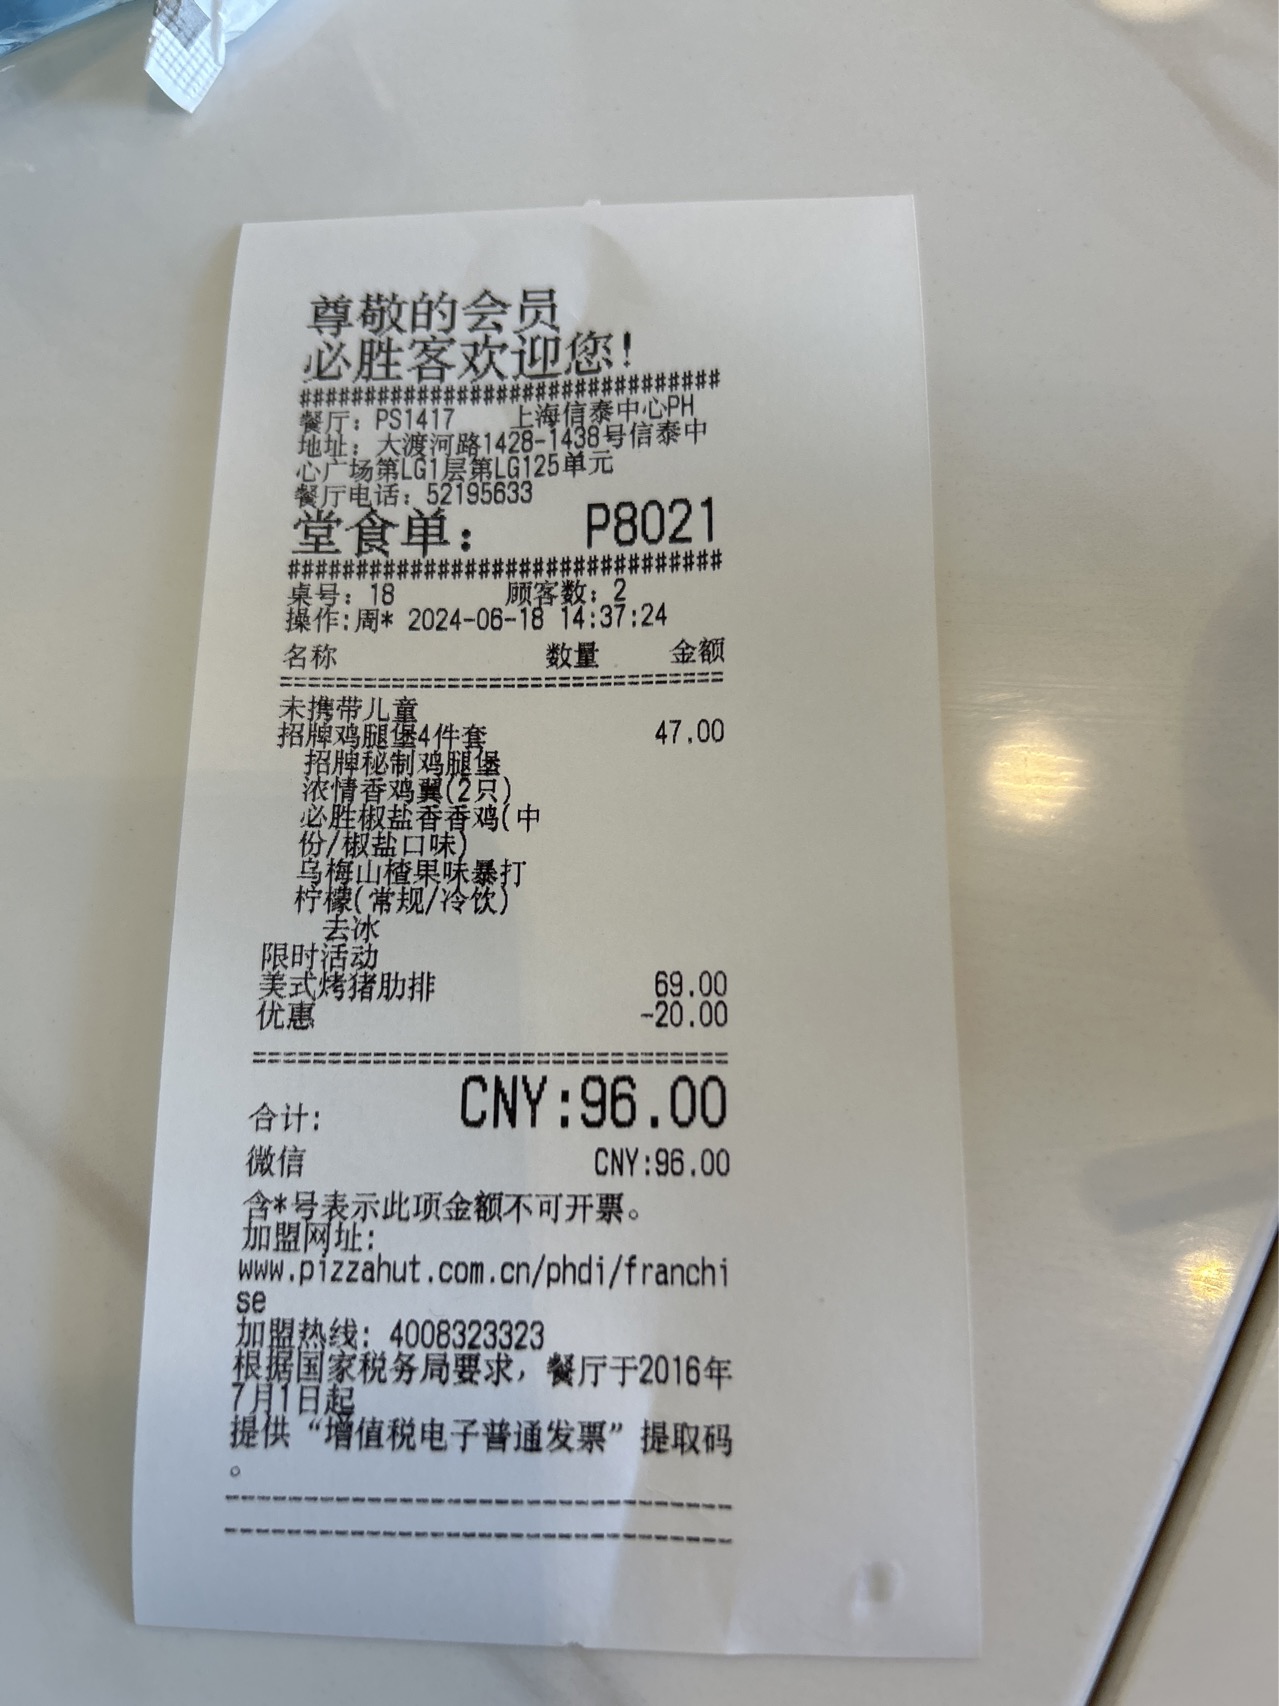 尊敬的会员
必胜客欢迎您!
##############################
餐厅: PS1417 上海信泰中心PH
地址: 大渡河路1428-1438号信泰中
心广场第LG1层第LG125单元
餐厅电话: 52195633
堂食单: P8021
##############################
桌号: 18 顾客数: 2
操作:周* 2024-06-18 14:37:24
名称 数量 金额
==============================
未携带儿童
招牌鸡腿堡4件套 47.00
招牌秘制鸡腿堡
浓情香鸡翼(2只)
必胜椒盐香香鸡(中
份/椒盐口味)
乌梅山楂果味暴打
柠檬(常规/冷饮)
去冰
限时活动
美式烤猪肋排 69.00
优惠 -20.00
==============================
合计: CNY:96.00
微信 CNY:96.00
含*号表示此项金额不可开票。
加盟网址:
www.pizzahut.com.cn/phdi/franchi
se
加盟热线: 4008323323
根据国家税务局要求，餐厅于2016年
7月1日起
提供“增值税电子普通发票”提取码
。
------------------------------
------------------------------